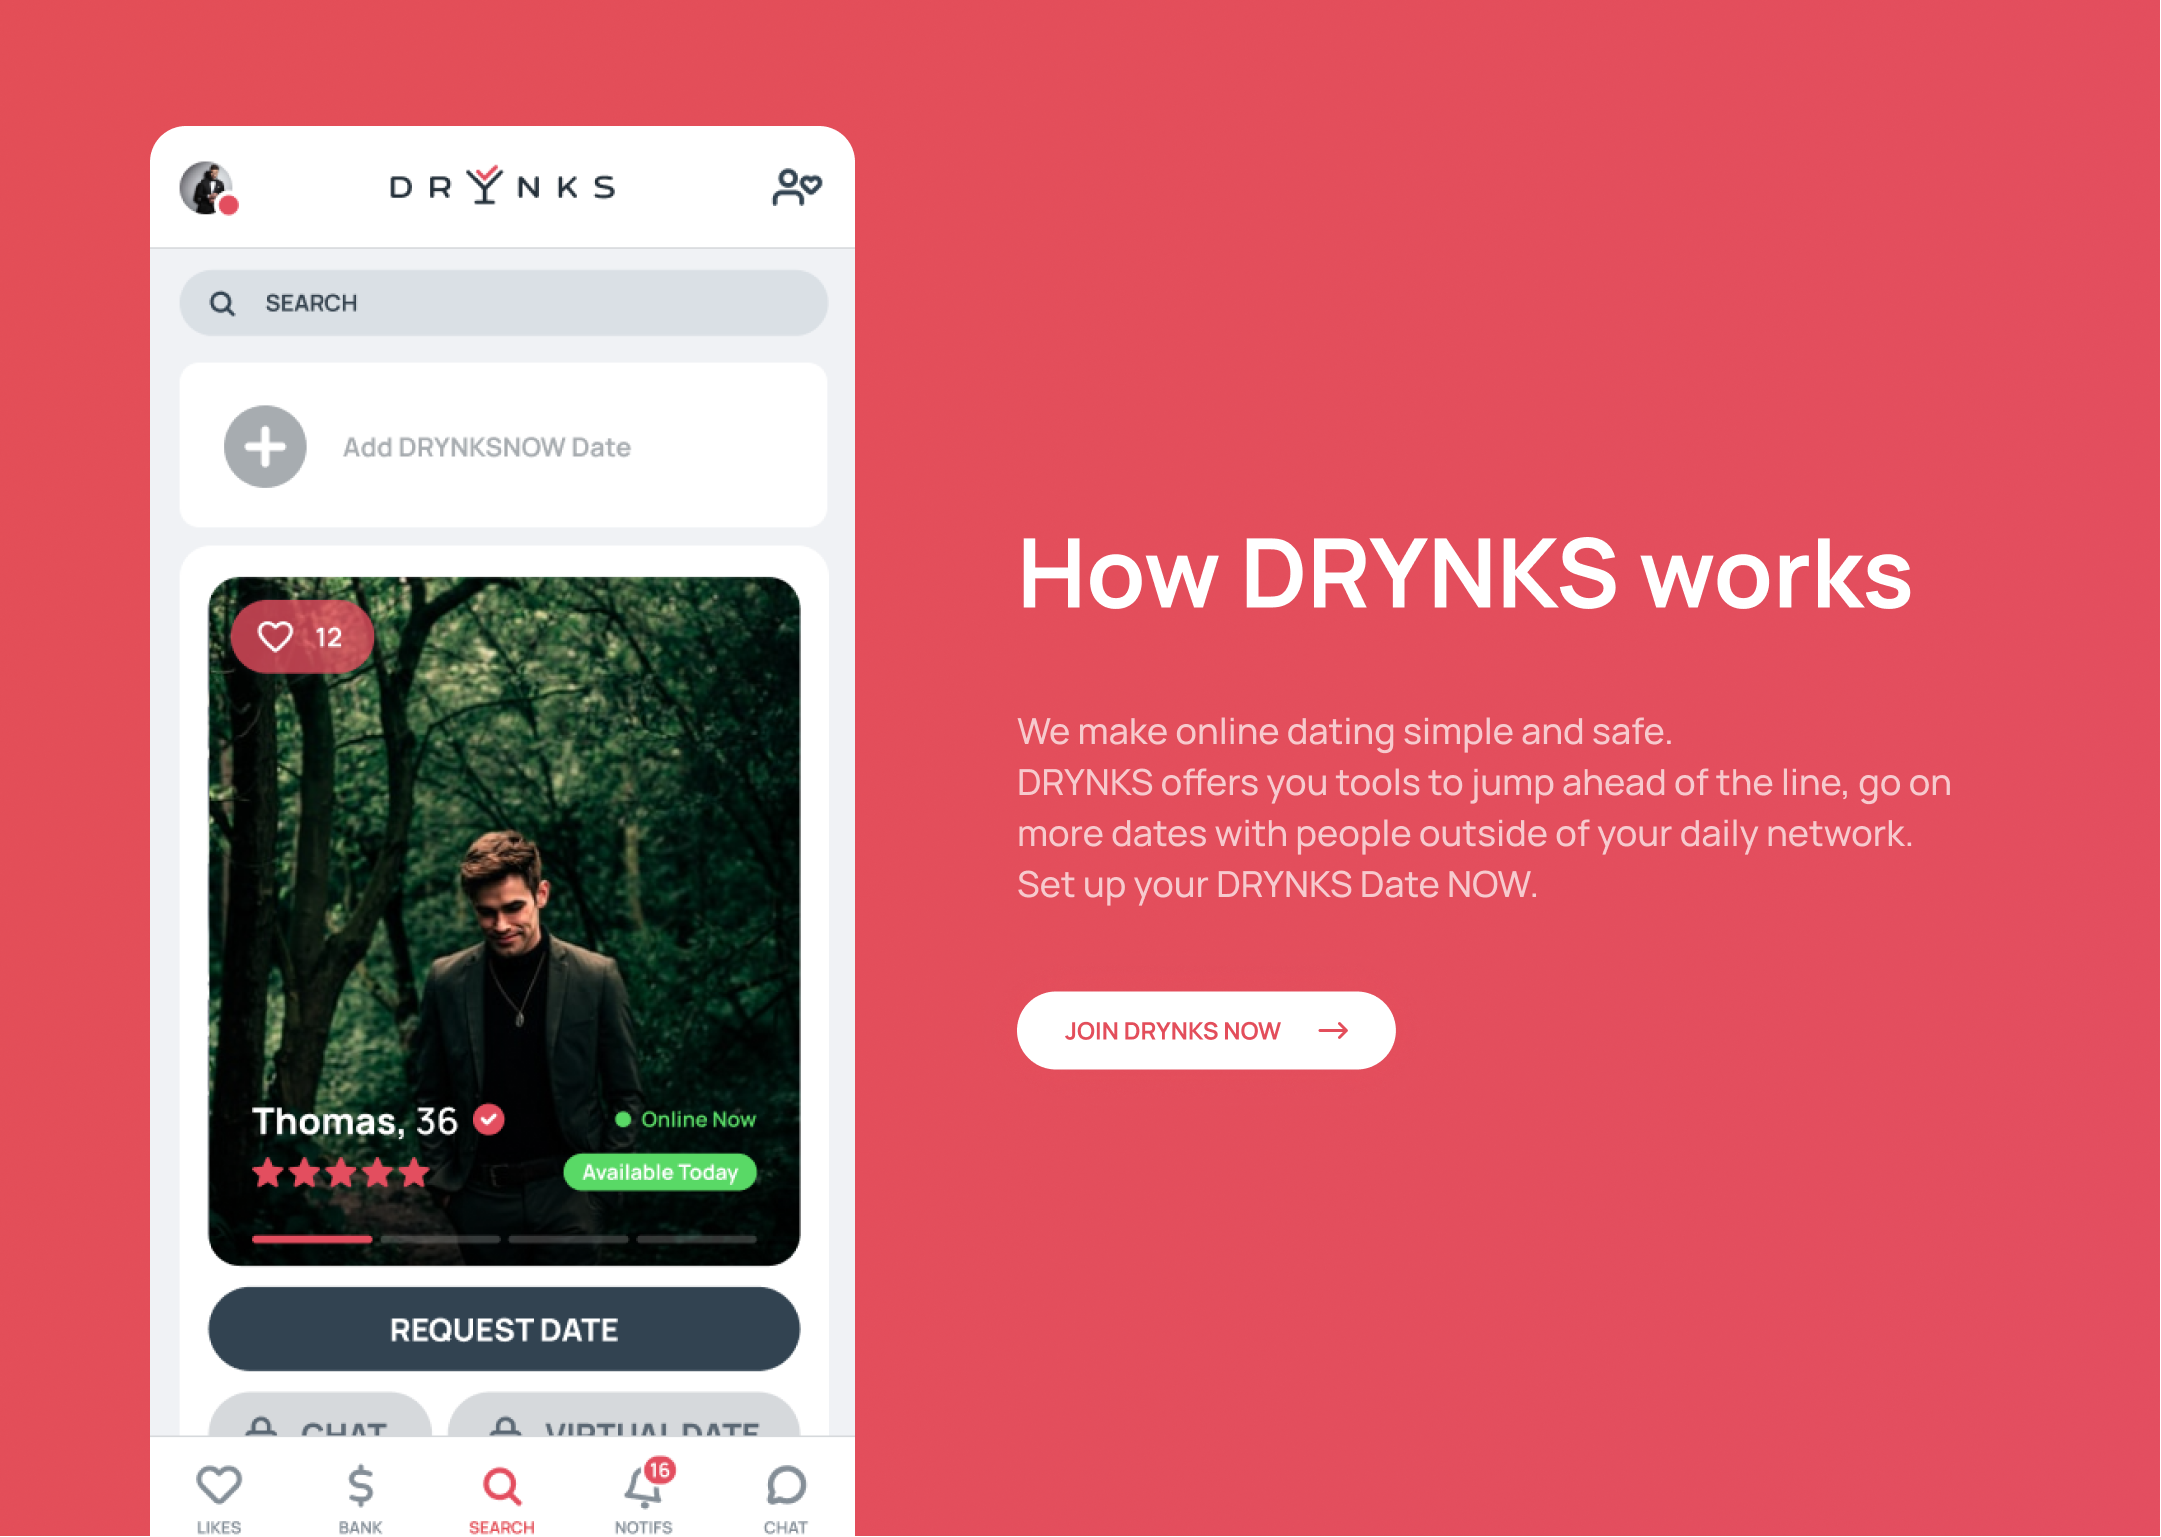 DRYNKS
SEARCH
Add DRYNKSNOW Date
12
Thomas, 36
Online Now
Available Today
REQUEST DATE
CHAT
VIRTUAL DATE
16
LIKES
BANK
SEARCH
NOTIFS
CHAT
How DRYNKS works
We make online dating simple and safe.
DRYNKS offers you tools to jump ahead of the line, go on
more dates with people outside of your daily network.
Set up your DRYNKS Date NOW.
JOIN DRYNKS NOW